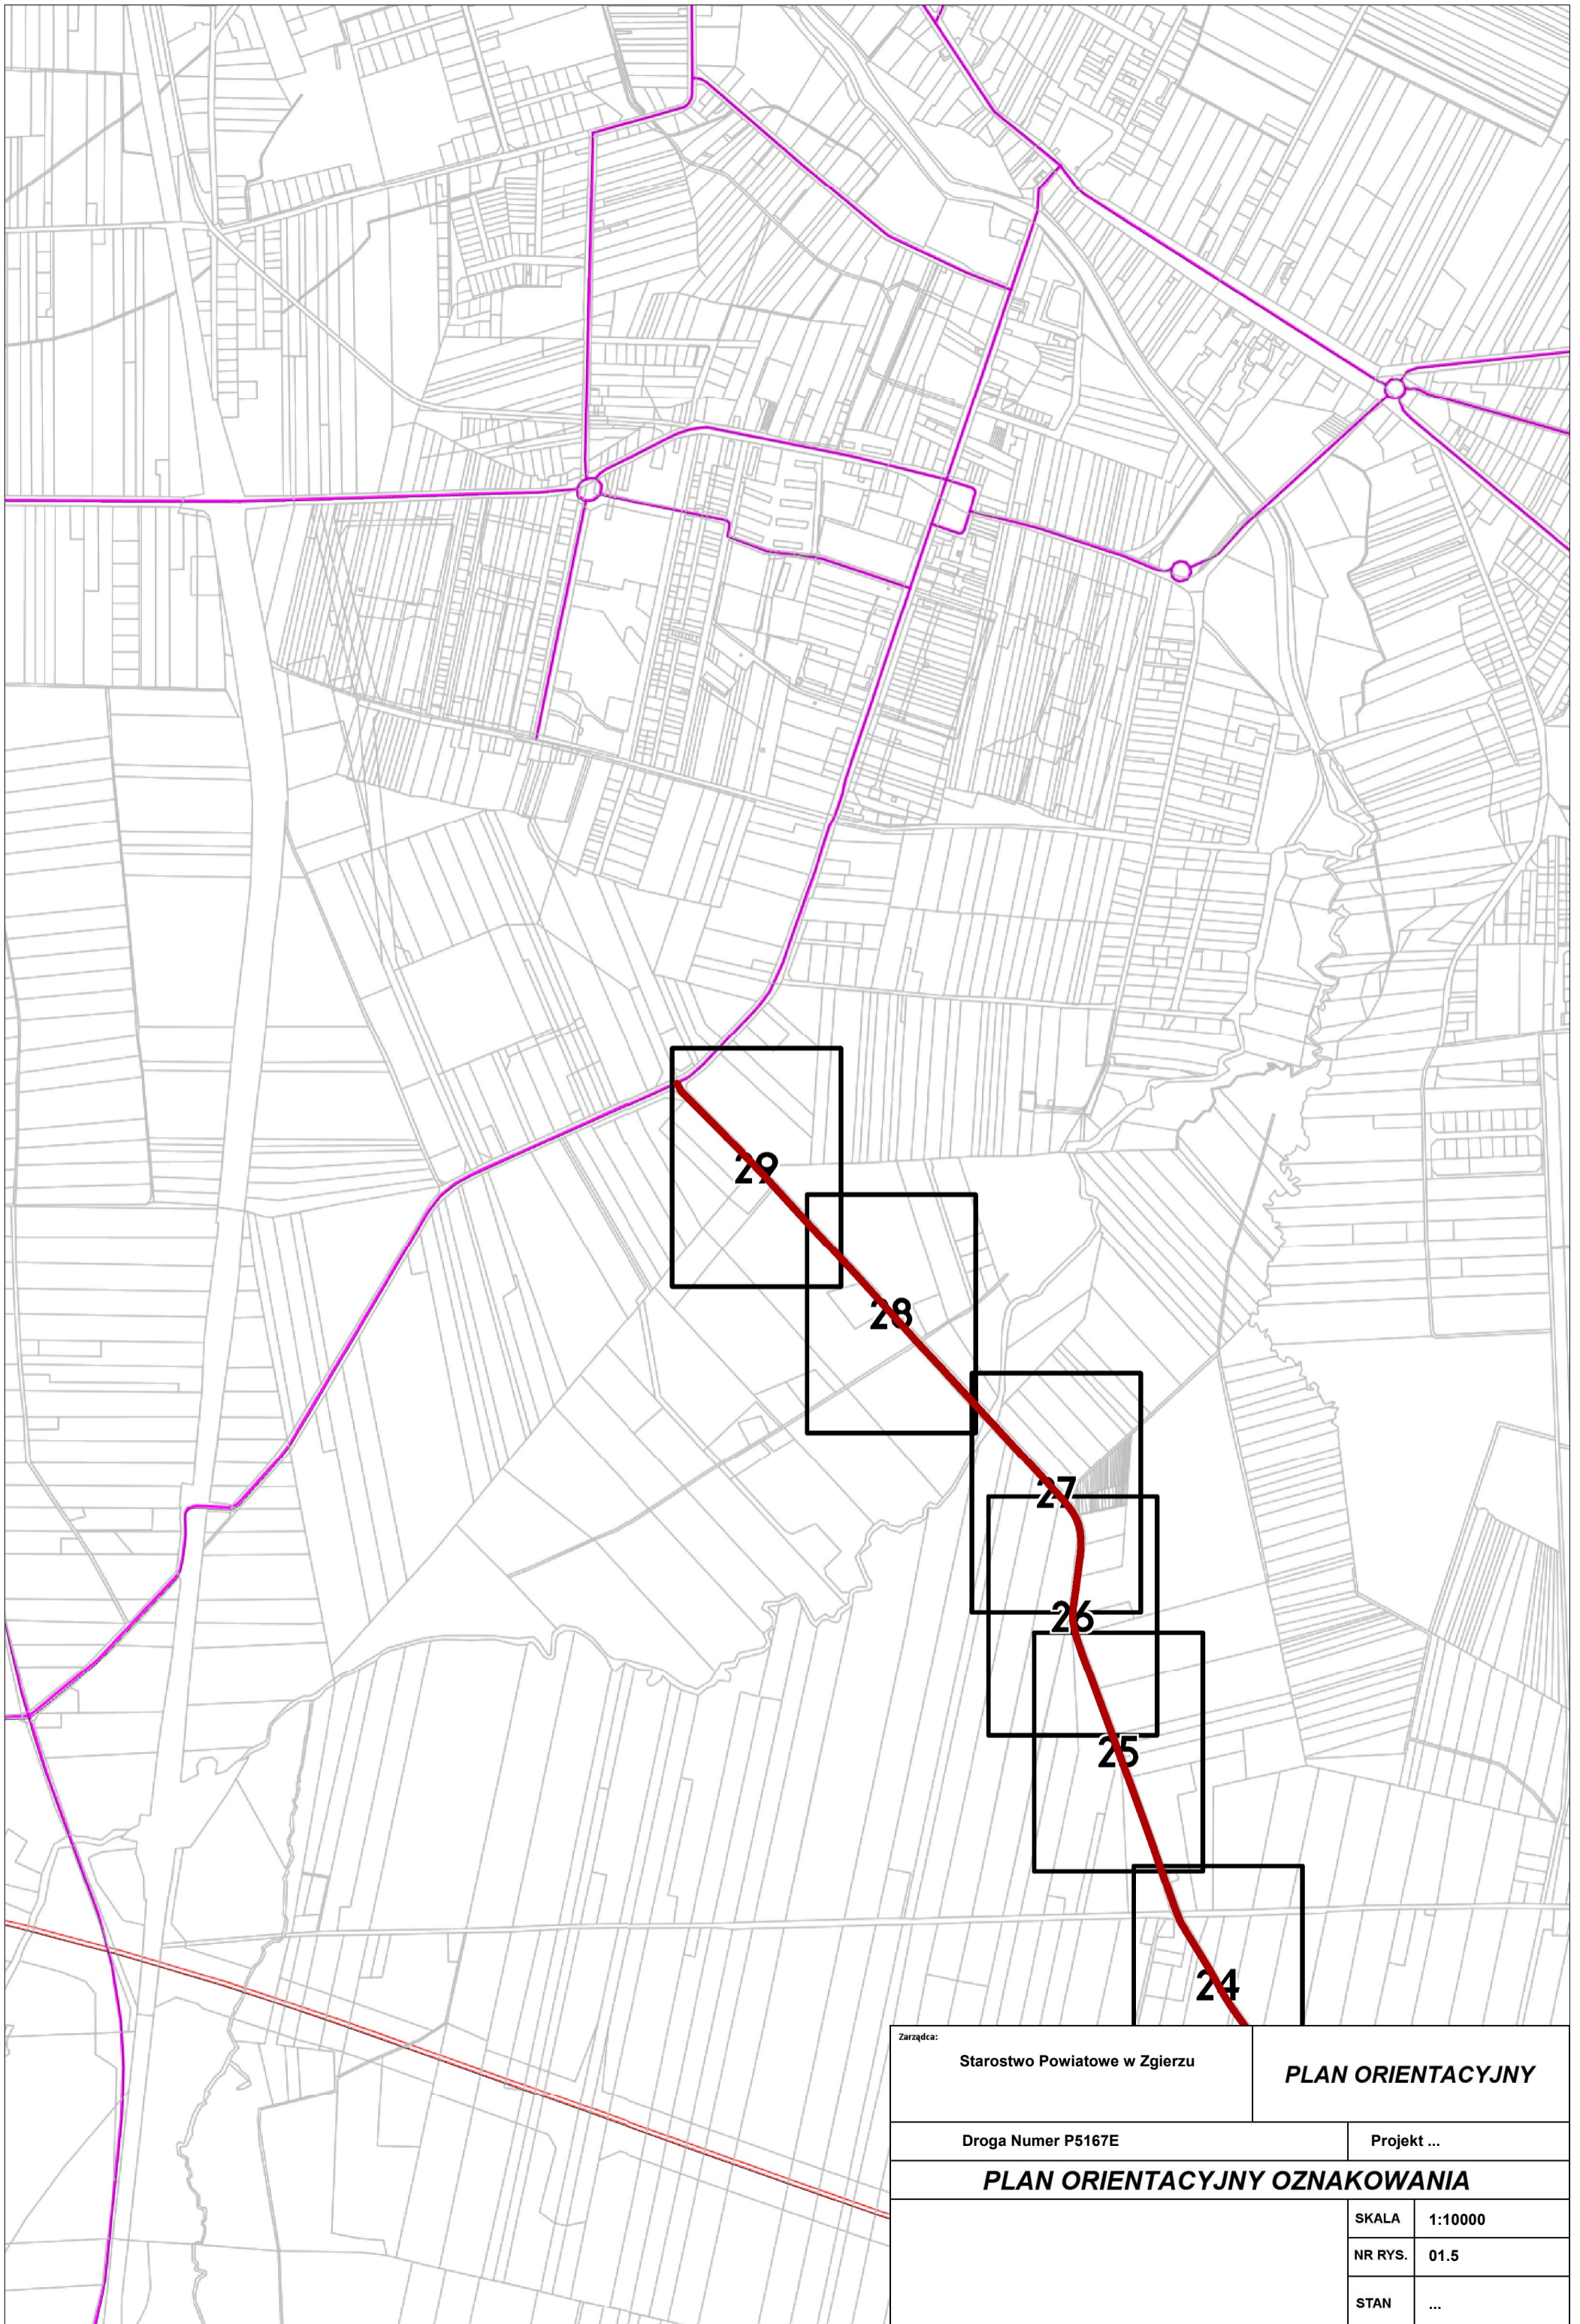 29
28
27
26
25
24
Zarządca:
Starostwo Powiatowe w Zgierzu
PLAN ORIENTACYJNY
Droga Numer P5167E
Projekt ...
PLAN ORIENTACYJNY OZNAKOWANIA
SKALA 1:10000
NR RYS. 01.5
STAN ...